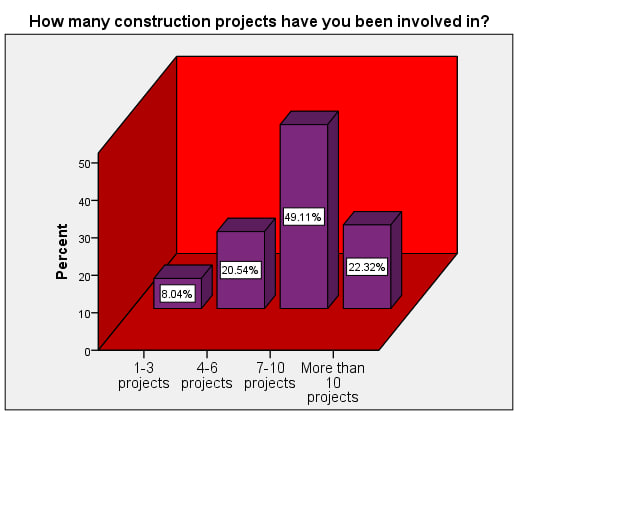 How many construction projects have you been involved in?
Percent
50
40
30
20
10
0
8.04%
20.54%
49.11%
22.32%
1-3
projects
4-6
projects
7-10
projects
More than
10
projects